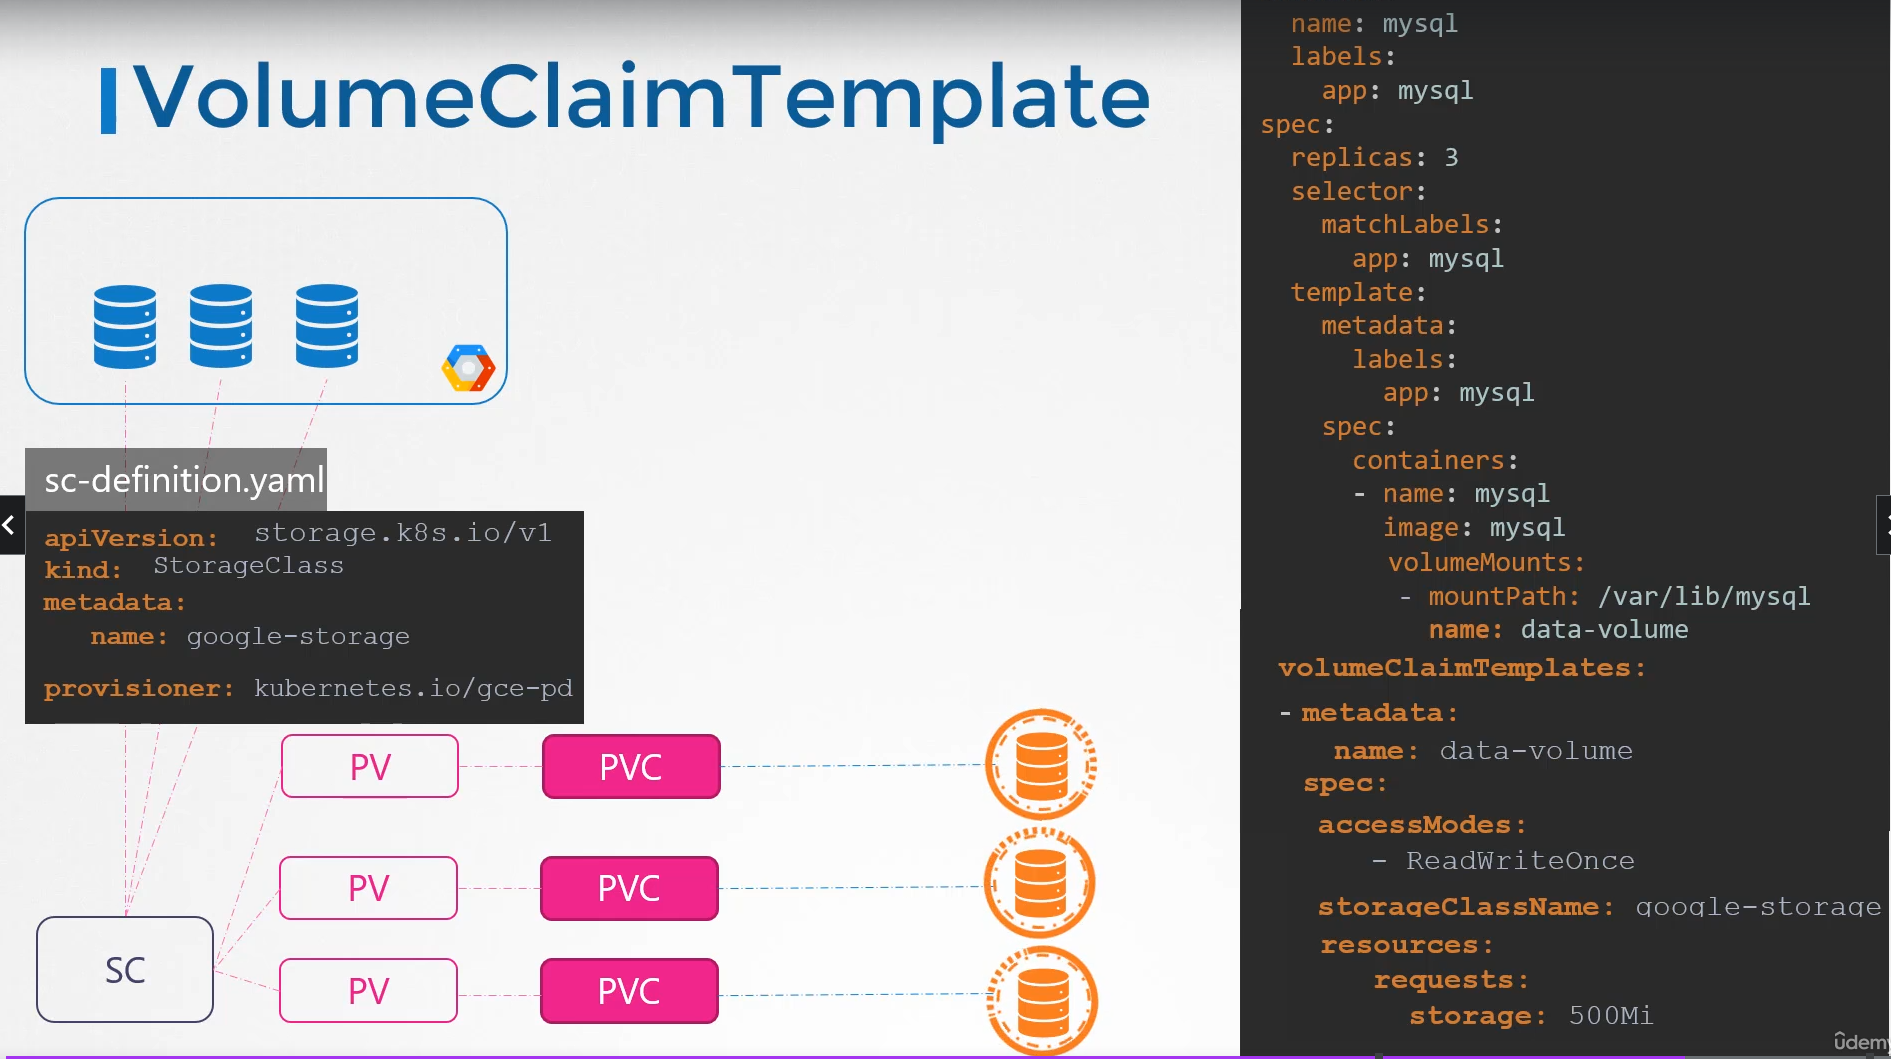 VolumeClaimTemplate
sc-definition.yaml
apiVersion: storage.k8s.io/v1
kind: StorageClass
metadata:
name: google-storage
provisioner: kubernetes.io/gce-pd
PV PVC
PV PVC
SC
PV PVC
name: mysql
labels:
app: mysql
spec:
replicas: 3
selector:
matchLabels:
app: mysql
template:
metadata:
labels:
app: mysql
spec:
containers:
- name: mysql
image: mysql
volumeMounts:
- mountPath: /var/lib/mysql
name: data-volume
volumeClaimTemplates:
- metadata:
name: data-volume
spec:
accessModes:
- ReadWriteOnce
storageClassName: google-storage
resources:
requests:
storage: 500Mi
udemy